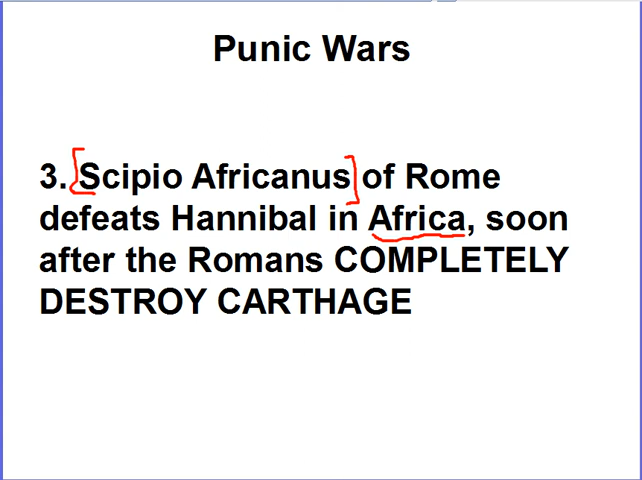 Punic Wars
3. Scipio Africanus of Rome
defeats Hannibal in Africa, soon
after the Romans COMPLETELY
DESTROY CARTHAGE